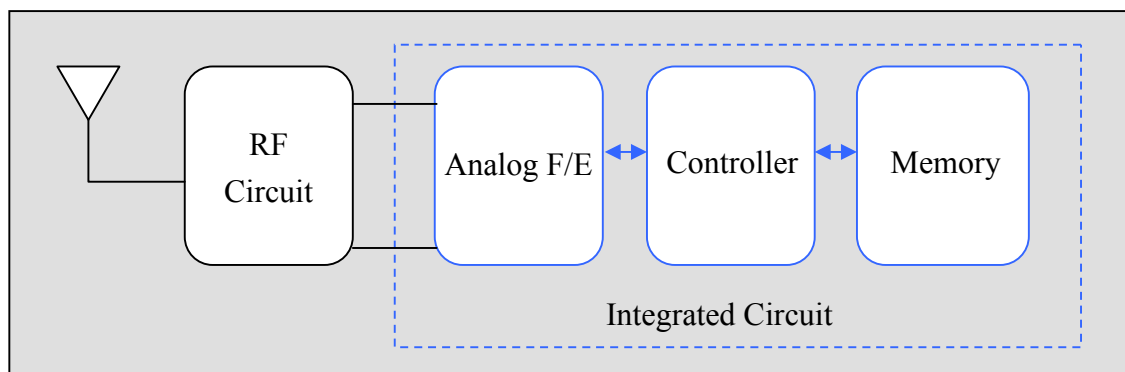 RF
Circuit
Analog F/E
Controller
Memory
Integrated Circuit